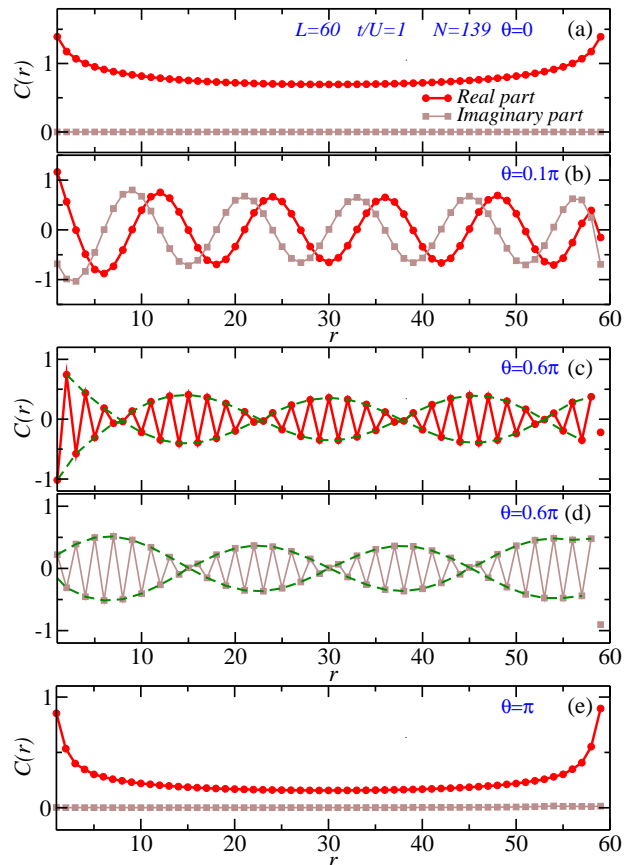 L=60 t/U=1 N=139 θ=0 (a)
1
C(r)
0
Real part
Imaginary part
1
θ=0.1π (b)
0
-1
10 20 30 40 50 60
r
1
θ=0.6π (c)
C(r)
0
-1
1
θ=0.6π (d)
0
-1
10 20 30 40 50 60
r
1
θ=π (e)
C(r)
0
10 20 30 40 50 60
r